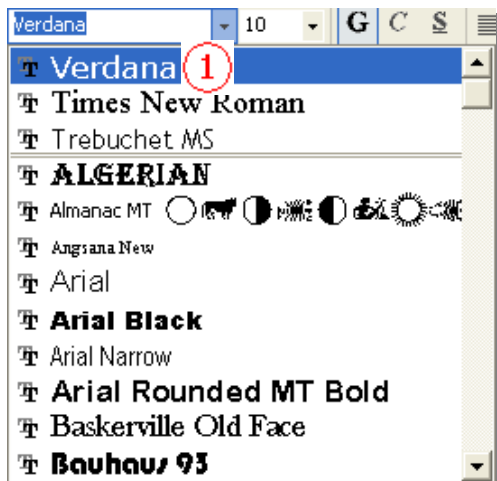 Verdana 10 G C S
Verdana 1
Times New Roman
Trebuchet MS
ALGERIAN
Almanac MT
Angsana New
Arial
Arial Black
Arial Narrow
Arial Rounded MT Bold
Baskerville Old Face
Bauhaus 93